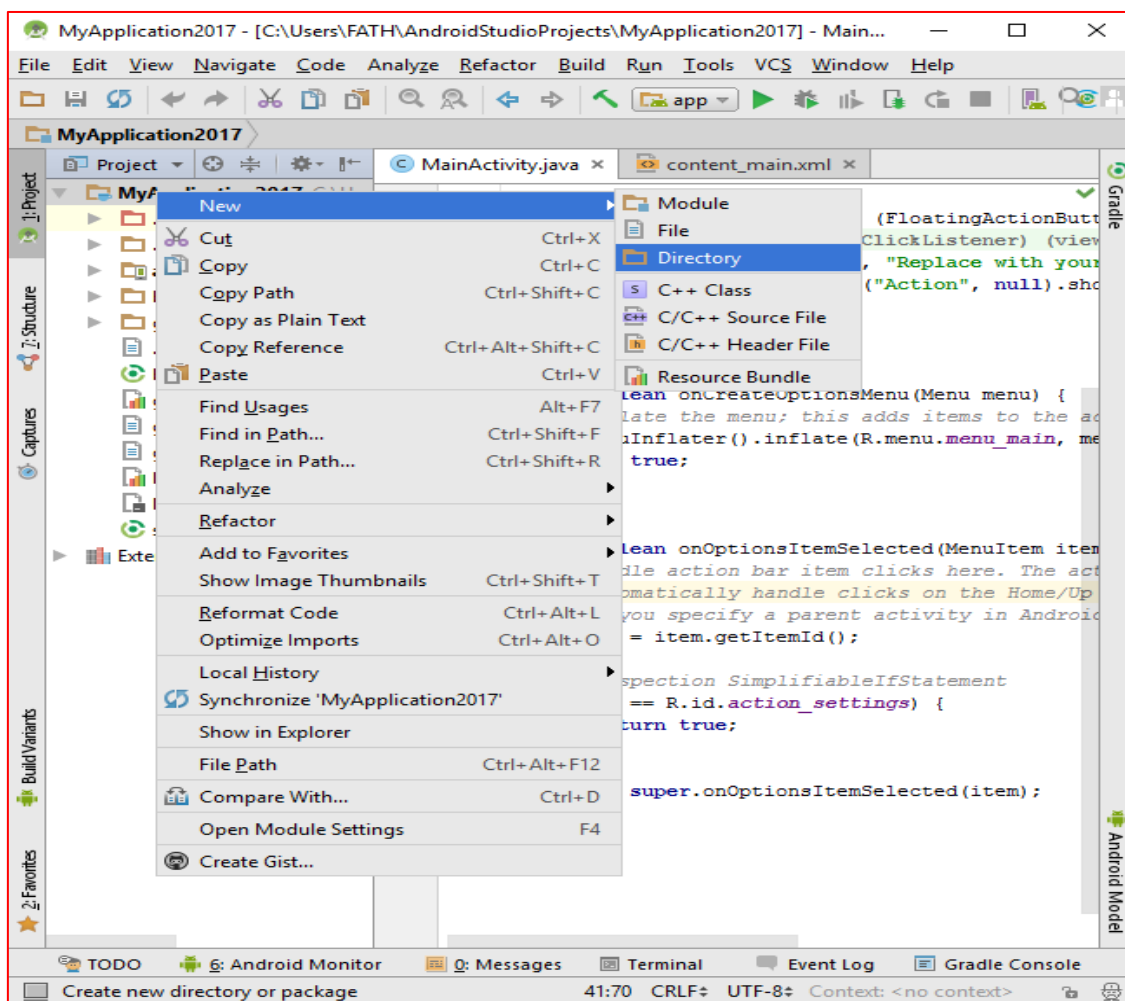 MyApplication2017 - [C:\Users\FATH\AndroidStudioProjects\MyApplication2017] - Main...
File Edit View Navigate Code Analyze Refactor Build Run Tools VCS Window Help
app
MyApplication2017
Project
MainActivity.java
content_main.xml
1: Project
7: Structure
Captures
Build Variants
2: Favorites
Gradle
Android Model
New
Cut Ctrl+X
Copy Ctrl+C
Copy Path Ctrl+Shift+C
Copy as Plain Text
Copy Reference Ctrl+Alt+Shift+C
Paste Ctrl+V
Find Usages Alt+F7
Find in Path... Ctrl+Shift+F
Replace in Path... Ctrl+Shift+R
Analyze
Refactor
Add to Favorites
Show Image Thumbnails Ctrl+Shift+T
Reformat Code Ctrl+Alt+L
Optimize Imports Ctrl+Alt+O
Local History
Synchronize 'MyApplication2017'
Show in Explorer
File Path Ctrl+Alt+F12
Compare With... Ctrl+D
Open Module Settings F4
Create Gist...
Module
File
Directory
C++ Class
C/C++ Source File
C/C++ Header File
Resource Bundle
(FloatingActionButt
ClickListener) (view
, "Replace with your
("Action", null).sho
lean onCreateOptionsMenu(Menu menu) {
late the menu; this adds items to the ac
uInflater().inflate(R.menu.menu_main, me
true;
lean onOptionsItemSelected(MenuItem item
dle action bar item clicks here. The act
omatically handle clicks on the Home/Up
you specify a parent activity in Android
= item.getItemId();
spection SimplifiableIfStatement
== R.id.action_settings) {
turn true;
super.onOptionsItemSelected(item);
Exte
TODO 6: Android Monitor 0: Messages Terminal Event Log Gradle Console
Create new directory or package 41:70 CRLF UTF-8 Context: <no context>